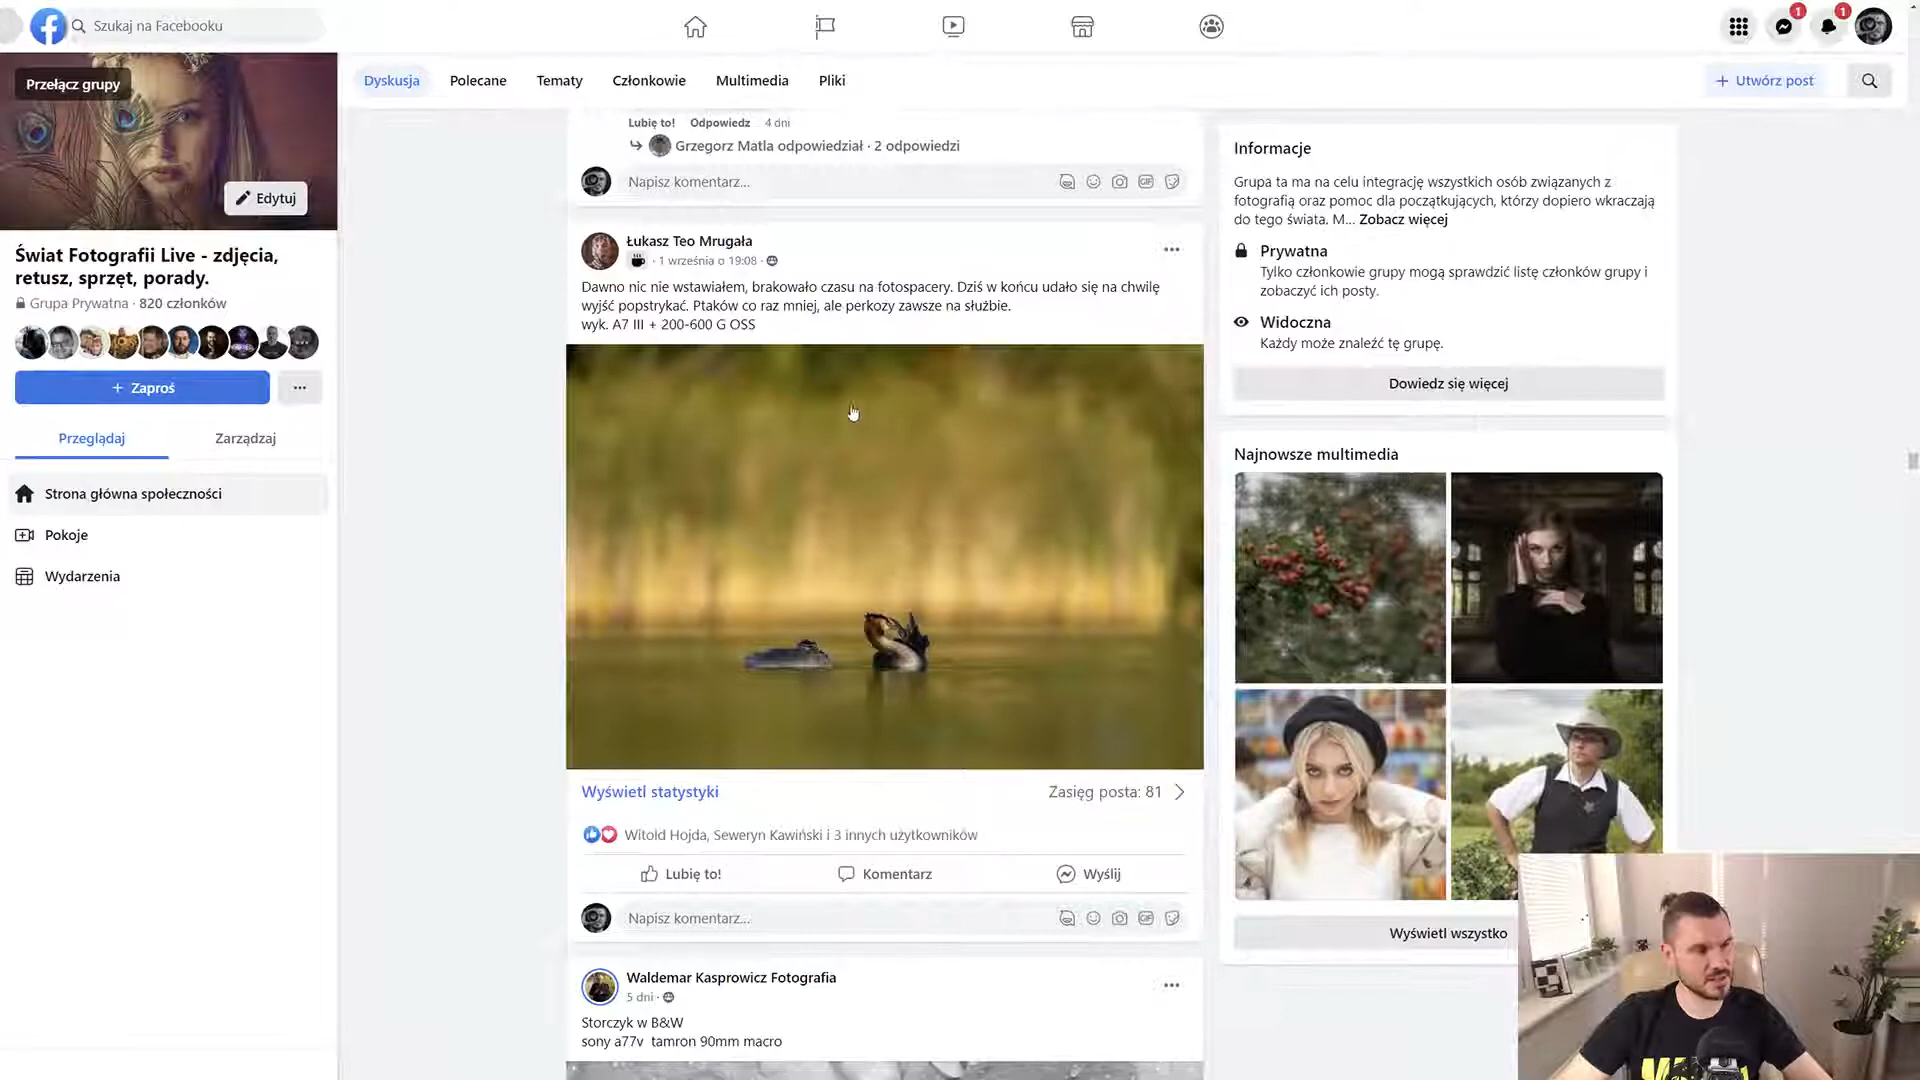 Szukaj na Facebooku
1
1
Przełącz grupy
Edytuj
Świat Fotografii Live - zdjęcia,
retusz, sprzęt, porady.
Grupa Prywatna · 820 członków
+ Zaproś
Przeglądaj
Zarządzaj
Strona główna społeczności
Pokoje
Wydarzenia
Dyskusja
Polecane
Tematy
Członkowie
Multimedia
Pliki
+ Utwórz post
Lubię to! Odpowiedz 4 dni
Grzegorz Matla odpowiedział · 2 odpowiedzi
Napisz komentarz...
GIF
Łukasz Teo Mrugała
· 1 września o 19:08 ·
Dawno nic nie wstawiałem, brakowało czasu na fotospacery. Dziś w końcu udało się na chwilę
wyjść popstrykać. Ptaków co raz mniej, ale perkozy zawsze na służbie.
wyk. A7 III + 200-600 G OSS
Wyświetl statystyki
Zasięg posta: 81
Witold Hojda, Seweryn Kawiński i 3 innych użytkowników
Lubię to!
Komentarz
Wyślij
Napisz komentarz...
GIF
Waldemar Kasprowicz Fotografia
5 dni ·
Storczyk w B&W
sony a77v tamron 90mm macro
Informacje
Grupa ta ma na celu integrację wszystkich osób związanych z
fotografią oraz pomoc dla początkujących, którzy dopiero wkraczają
do tego świata. M... Zobacz więcej
Prywatna
Tylko członkowie grupy mogą sprawdzić listę członków grupy i
zobaczyć ich posty.
Widoczna
Każdy może znaleźć tę grupę.
Dowiedz się więcej
Najnowsze multimedia
Wyświetl wszystko